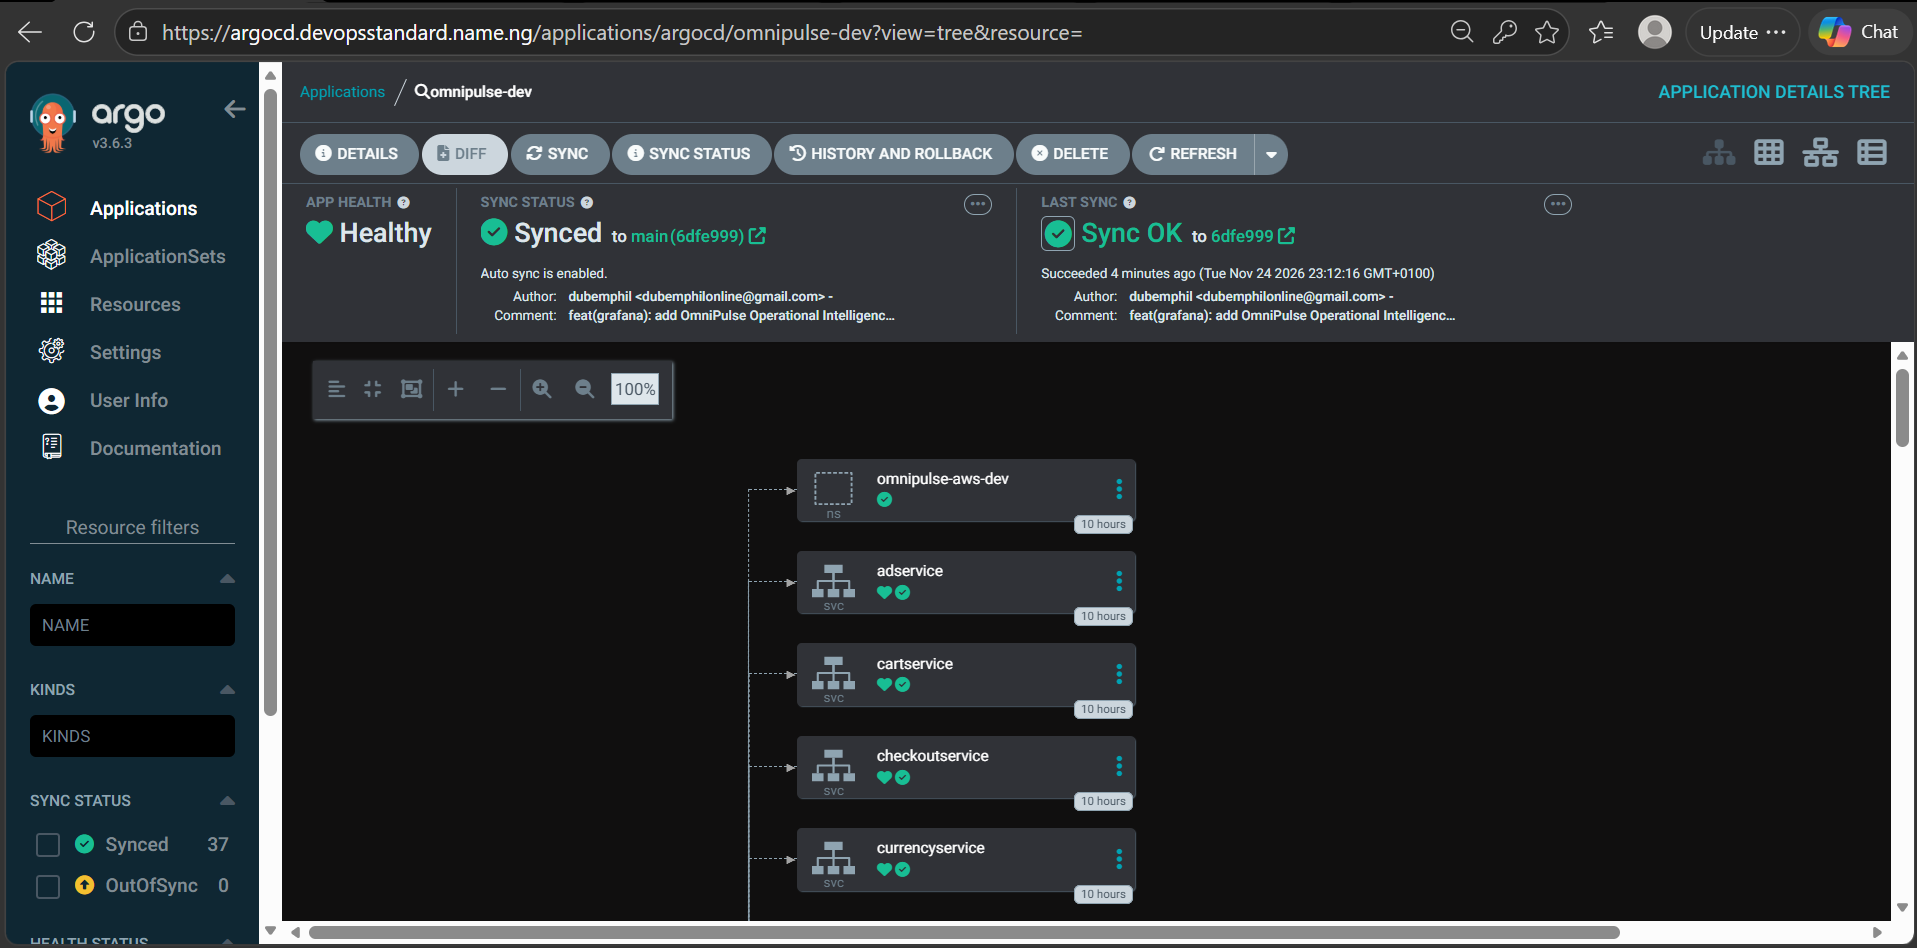 https://argocd.devopsstandard.name.ng/applications/argocd/omnipulse-dev?view=tree&resource=
Update
Chat
argo
v3.6.3
Applications
ApplicationSets
Resources
Settings
User Info
Documentation
Resource filters
NAME
NAME
KINDS
KINDS
SYNC STATUS
Synced 37
OutOfSync 0
HEALTH STATUS
Applications / omnipulse-dev
APPLICATION DETAILS TREE
DETAILS DIFF SYNC SYNC STATUS HISTORY AND ROLLBACK DELETE REFRESH
APP HEALTH
Healthy
SYNC STATUS
Synced to main (6dfe999)
Auto sync is enabled.
Author: dubemphil <dubemphilonline@gmail.com> -
Comment: feat(grafana): add OmniPulse Operational Intelligenc...
LAST SYNC
Sync OK to 6dfe999
Succeeded 4 minutes ago (Tue Nov 24 2026 23:12:16 GMT+0100)
Author: dubemphil <dubemphilonline@gmail.com> -
Comment: feat(grafana): add OmniPulse Operational Intelligenc...
100%
omnipulse-aws-dev
ns
10 hours
adservice
svc
10 hours
cartservice
svc
10 hours
checkoutservice
svc
10 hours
currencyservice
svc
10 hours